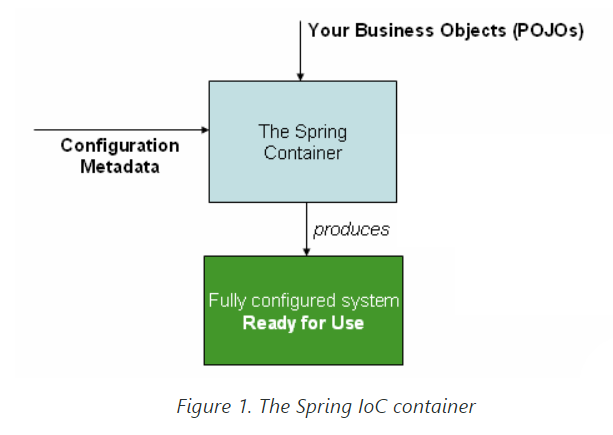 Your Business Objects (POJOs)
The Spring
Container
Configuration
Metadata
produces
Fully configured system
Ready for Use
Figure 1. The Spring IoC container